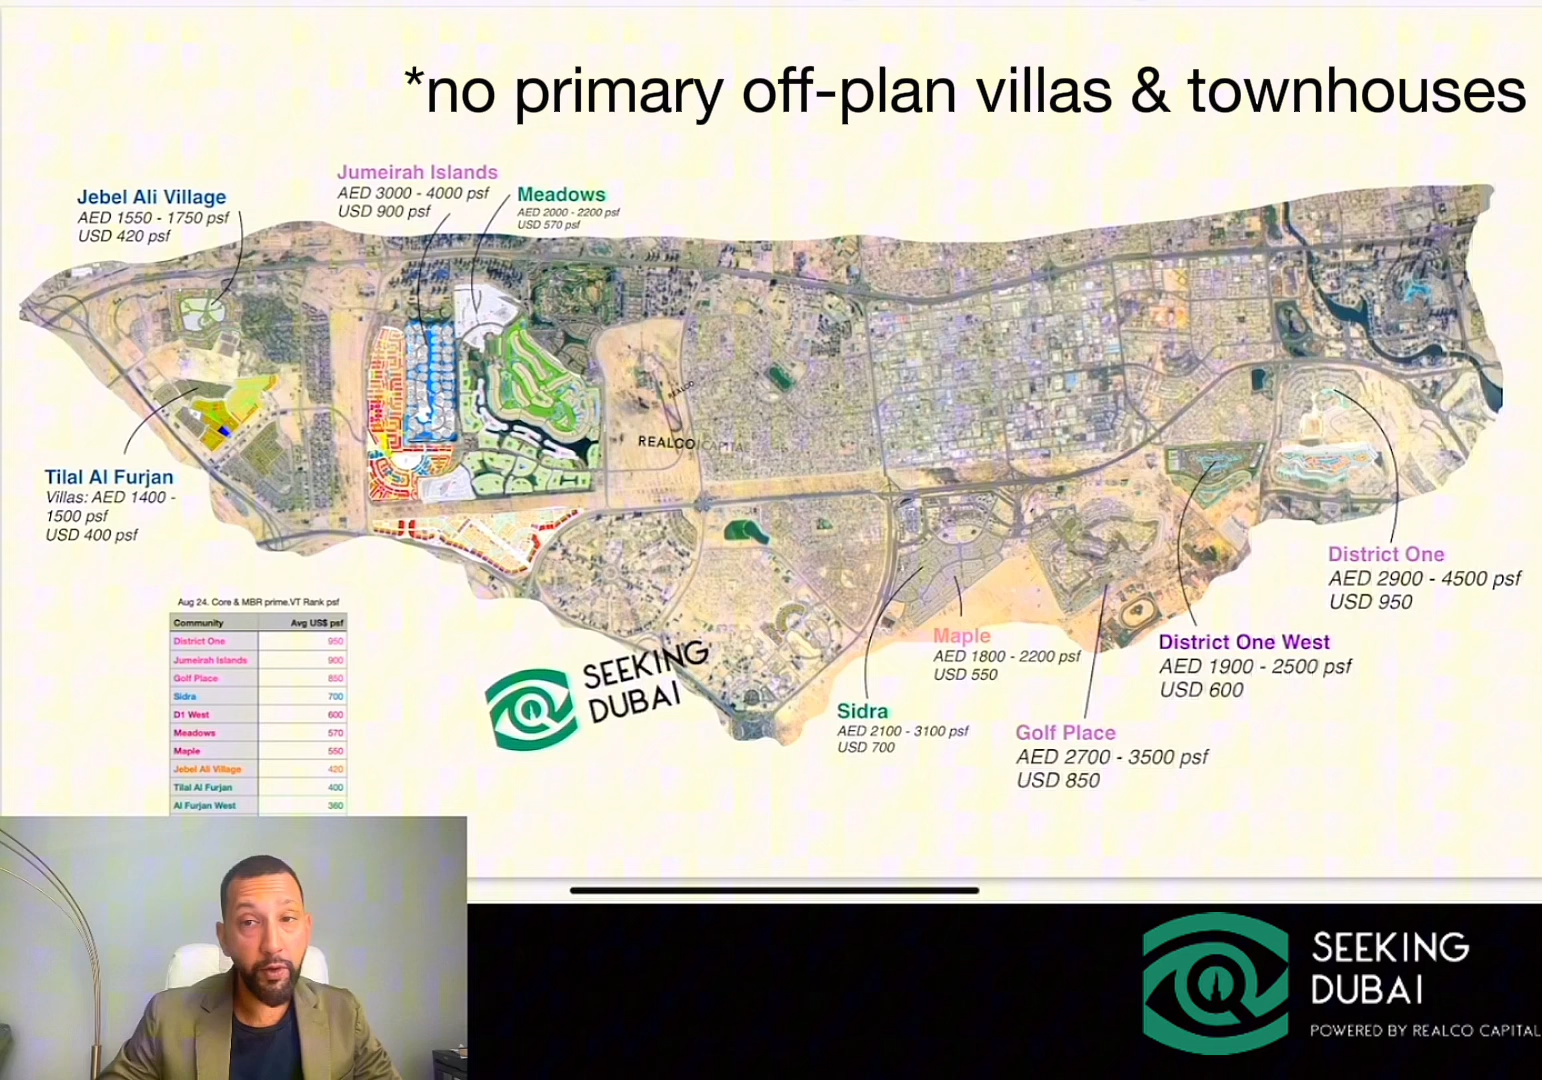 *no primary off-plan villas & townhouses
Jumeirah Islands
AED 3000 - 4000 psf
USD 900 psf
Meadows
AED 2000 - 2200 psf
USD 570 psf
Jebel Ali Village
AED 1550 - 1750 psf
USD 420 psf
REALCO
REALCO CAPITAL
Tilal Al Furjan
Villas: AED 1400 -
1500 psf
USD 400 psf
District One
AED 2900 - 4500 psf
USD 950
District One West
AED 1900 - 2500 psf
USD 600
Maple
AED 1800 - 2200 psf
USD 550
Sidra
AED 2100 - 3100 psf
USD 700
Golf Place
AED 2700 - 3500 psf
USD 850
Aug 24. Core & MBR prime.VT Rank psf
Community Avg US$ psf
District One 950
Jumeirah Islands 900
Golf Place 850
Sidra 700
D1 West 600
Meadows 570
Maple 550
Jebel Ali Village 420
Tilal Al Furjan 400
Al Furjan West 360
SEEKING
DUBAI
SEEKING
DUBAI
POWERED BY REALCO CAPITAL